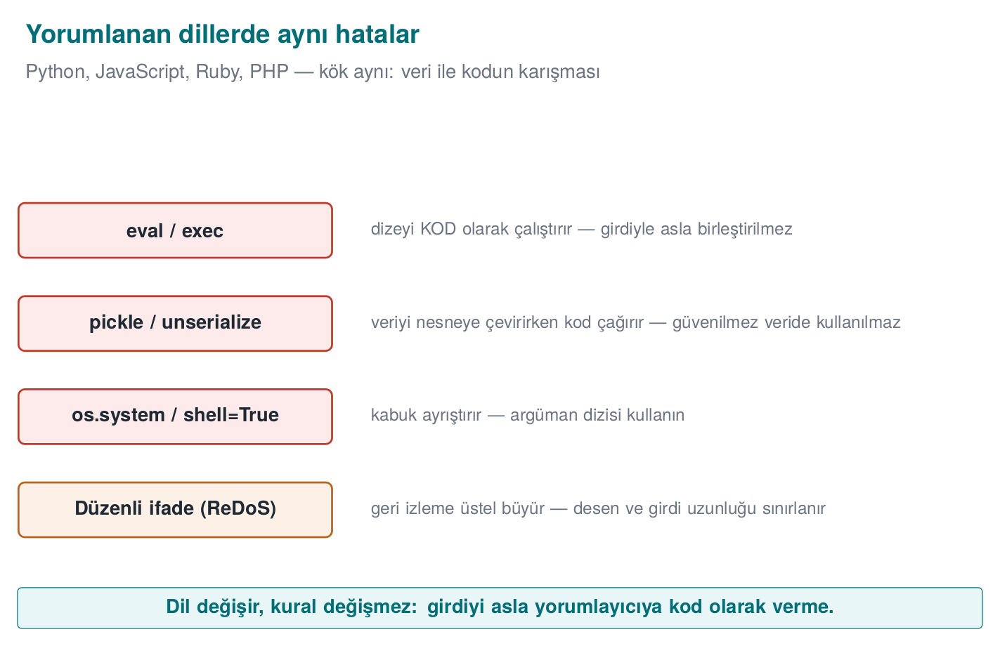 Yorumlanan dillerde aynı hatalar
Python, JavaScript, Ruby, PHP — kök aynı: veri ile kodun karışması
eval / exec
dizeyi KOD olarak çalıştırır — girdiyle asla birleştirilmez
pickle / unserialize
veriyi nesneye çevirirken kod çağırır — güvenilmez veride kullanılmaz
os.system / shell=True
kabuk ayrıştırır — argüman dizisi kullanın
Düzenli ifade (ReDoS)
geri izleme üstel büyür — desen ve girdi uzunluğu sınırlanır
Dil değişir, kural değişmez: girdiyi asla yorumlayıcıya kod olarak verme.